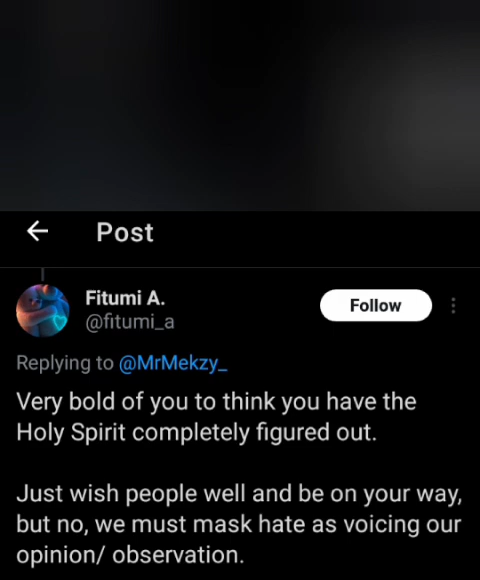 Post
Fitumi A.
@fitumi_a
Follow
Replying to @MrMekzy_
Very bold of you to think you have the
Holy Spirit completely figured out.
Just wish people well and be on your way,
but no, we must mask hate as voicing our
opinion/ observation.